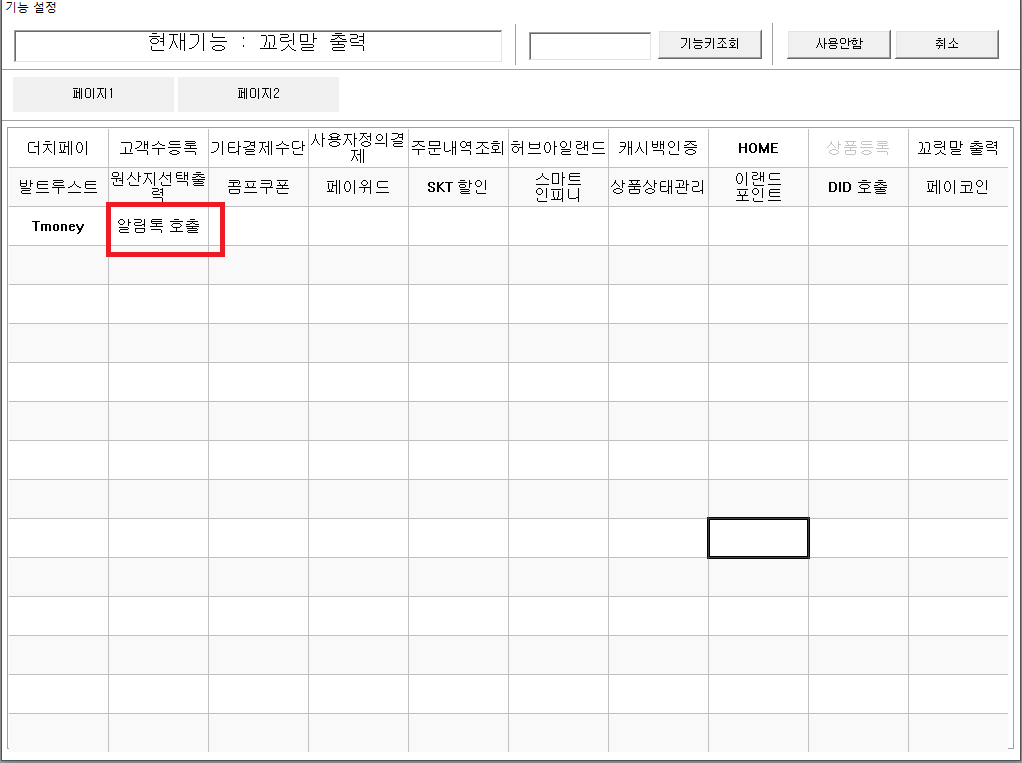 기능 설정
현재기능 : 꼬릿말 출력
기능키조회
사용안함
취소
페이지1
페이지2
더치페이
고객수등록
기타결제수단
사용자정의결
제
주문내역조회
허브아일랜드
캐시백인증
HOME
상품등록
꼬릿말 출력
발트루스트
원산지선택출
력
콤프쿠폰
페이위드
SKT 할인
스마트
인피니
상품상태관리
이랜드
포인트
DID 호출
페이코인
Tmoney
알림톡 호출